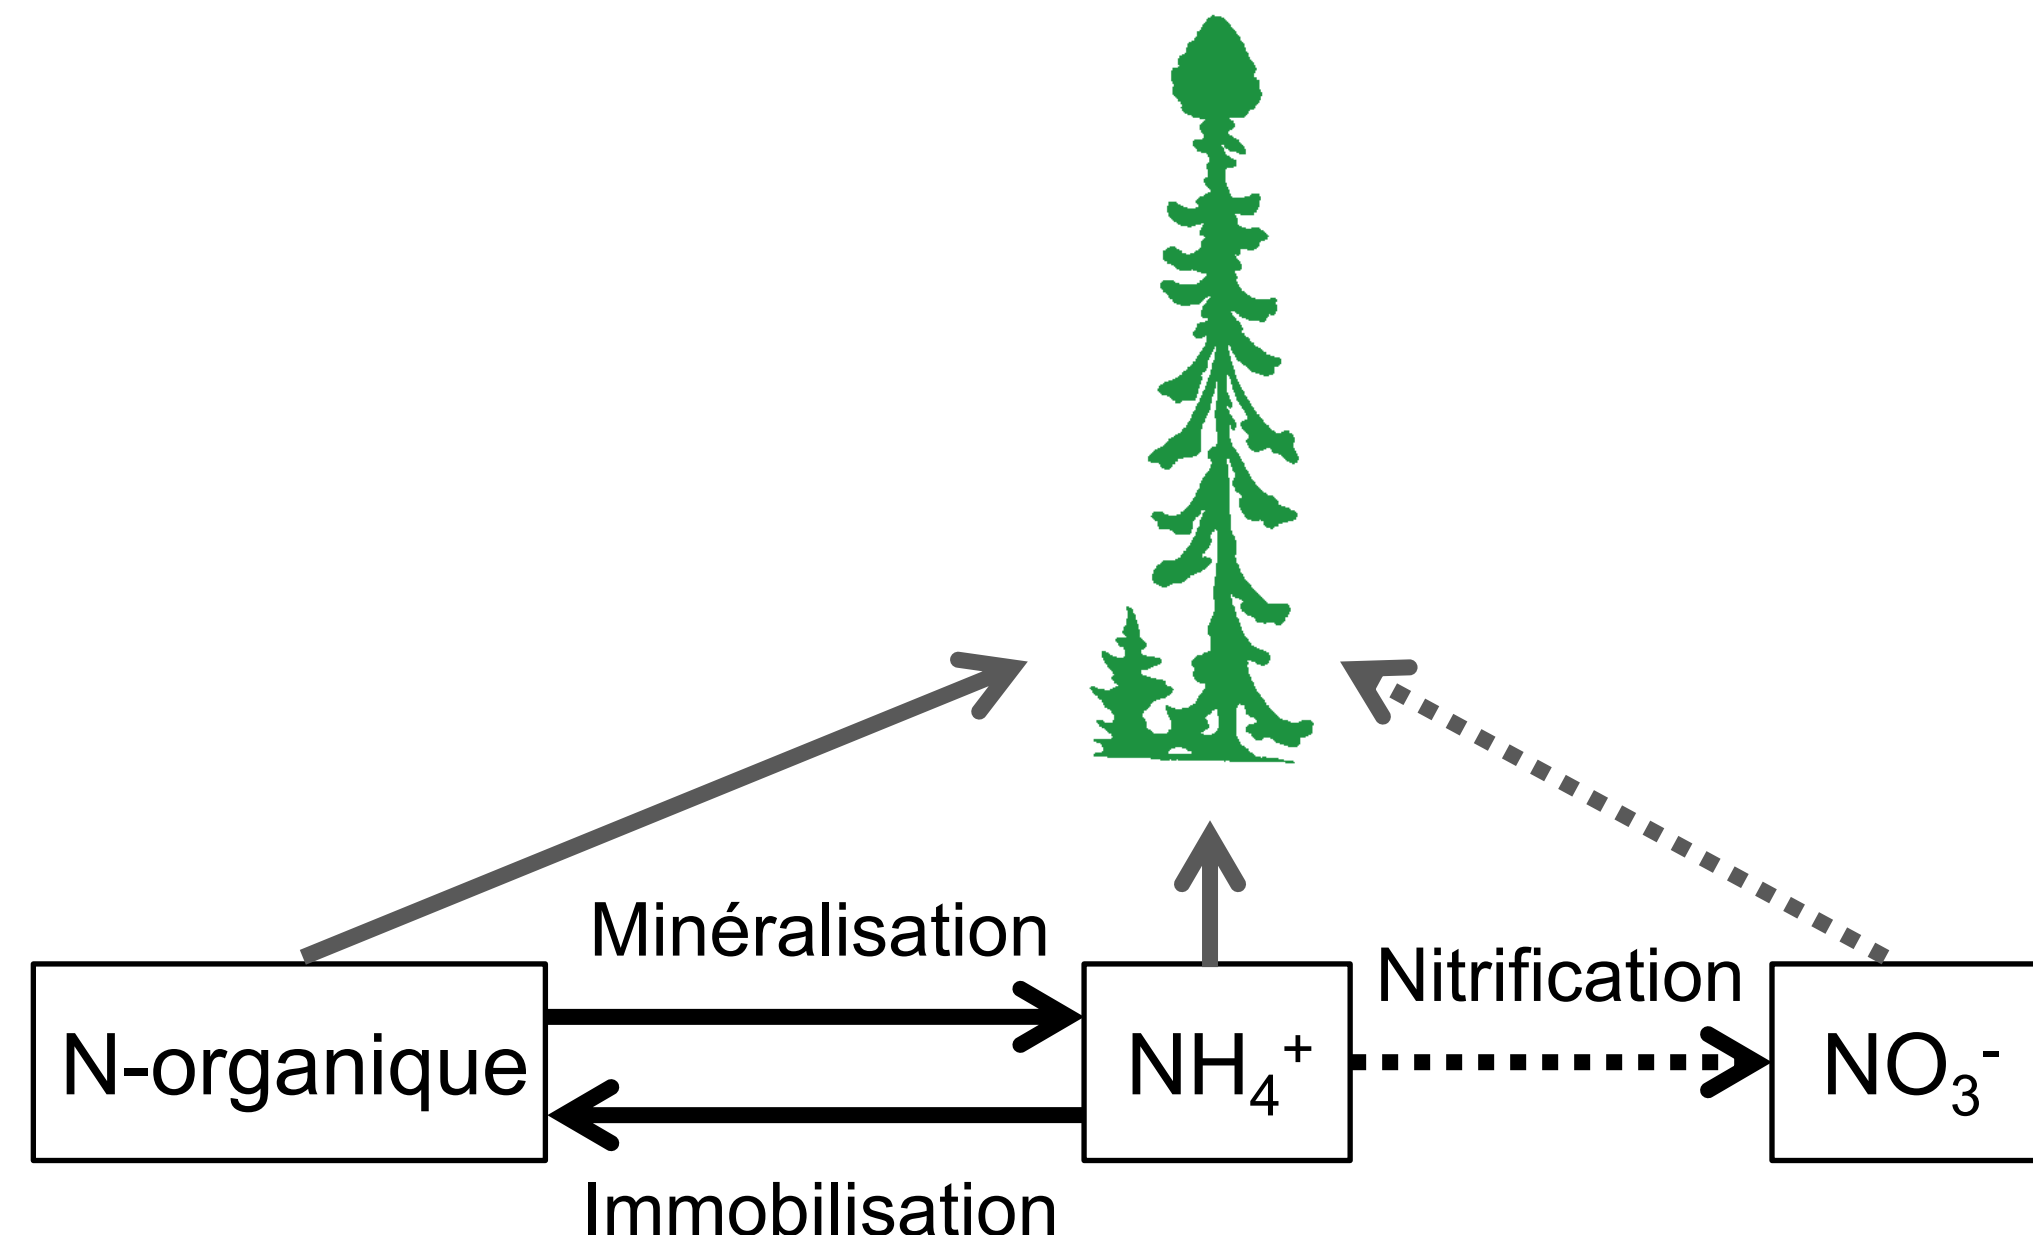 Minéralisation
Nitrification
N-organique
NH₄⁺
NO₃⁻
Immobilisation